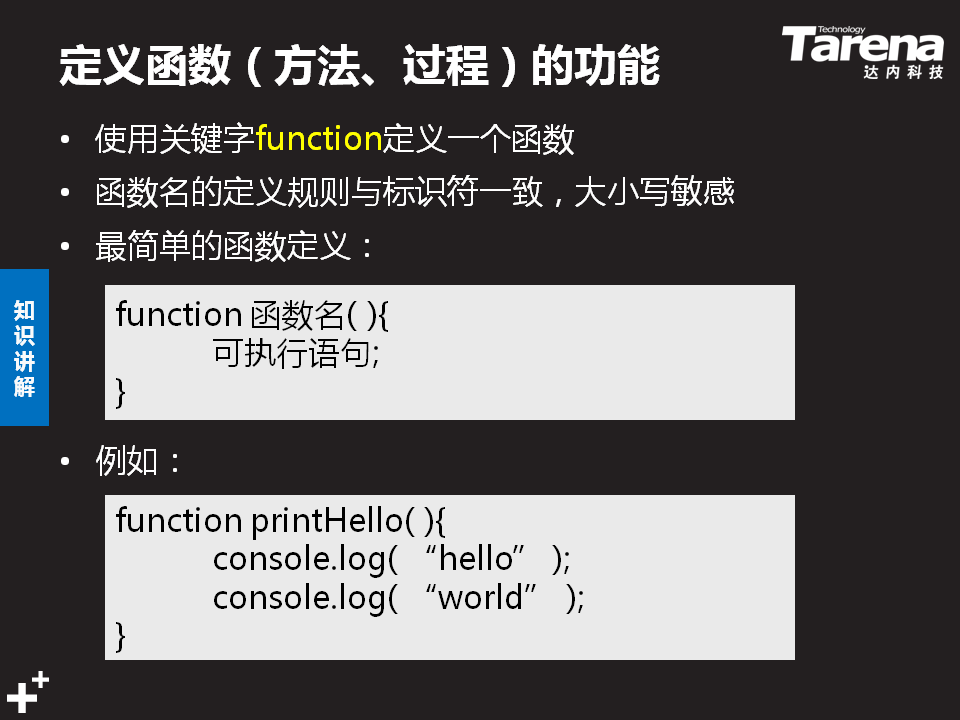 定义函数（方法、过程）的功能
Technology
Tarena
达内科技
• 使用关键字function定义一个函数
• 函数名的定义规则与标识符一致，大小写敏感
• 最简单的函数定义：
知识讲解
function 函数名( ){
可执行语句;
}
• 例如：
function printHello( ){
console.log( “hello” );
console.log( “world” );
}